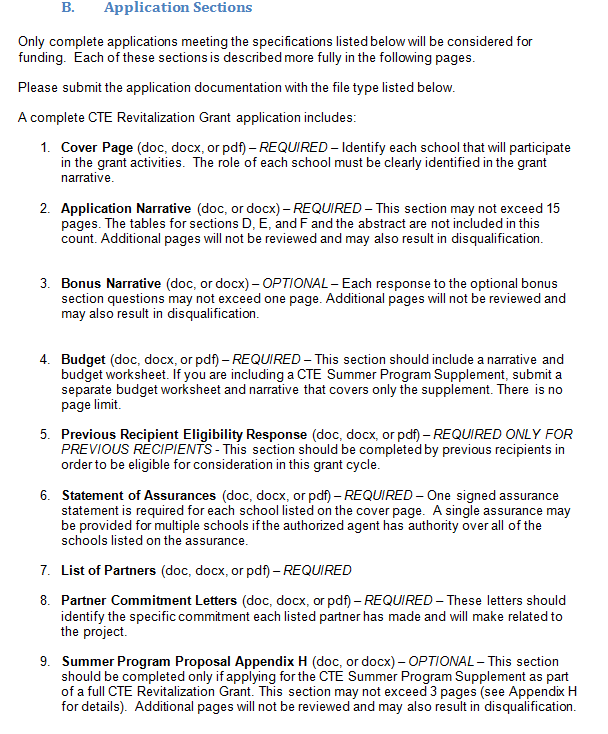 B. Application Sections
Only complete applications meeting the specifications listed below will be considered for
funding. Each of these sections is described more fully in the following pages.
Please submit the application documentation with the file type listed below.
A complete CTE Revitalization Grant application includes:
1. Cover Page (doc, docx, or pdf) – REQUIRED – Identify each school that will participate
in the grant activities. The role of each school must be clearly identified in the grant
narrative.
2. Application Narrative (doc, or docx) – REQUIRED – This section may not exceed 15
pages. The tables for sections D, E, and F and the abstract are not included in this
count. Additional pages will not be reviewed and may also result in disqualification.
3. Bonus Narrative (doc, or docx) – OPTIONAL – Each response to the optional bonus
section questions may not exceed one page. Additional pages will not be reviewed and
may also result in disqualification.
4. Budget (doc, docx, or pdf) – REQUIRED – This section should include a narrative and
budget worksheet. If you are including a CTE Summer Program Supplement, submit a
separate budget worksheet and narrative that covers only the supplement. There is no
page limit.
5. Previous Recipient Eligibility Response (doc, docx, or pdf) – REQUIRED ONLY FOR
PREVIOUS RECIPIENTS - This section should be completed by previous recipients in
order to be eligible for consideration in this grant cycle.
6. Statement of Assurances (doc, docx, or pdf) – REQUIRED – One signed assurance
statement is required for each school listed on the cover page. A single assurance may
be provided for multiple schools if the authorized agent has authority over all of the
schools listed on the assurance.
7. List of Partners (doc, docx, or pdf) – REQUIRED
8. Partner Commitment Letters (doc, docx, or pdf) – REQUIRED – These letters should
identify the specific commitment each listed partner has made and will make related to
the project.
9. Summer Program Proposal Appendix H (doc, or docx) – OPTIONAL – This section
should be completed only if applying for the CTE Summer Program Supplement as part
of a full CTE Revitalization Grant. This section may not exceed 3 pages (see Appendix H
for details). Additional pages will not be reviewed and may also result in disqualification.